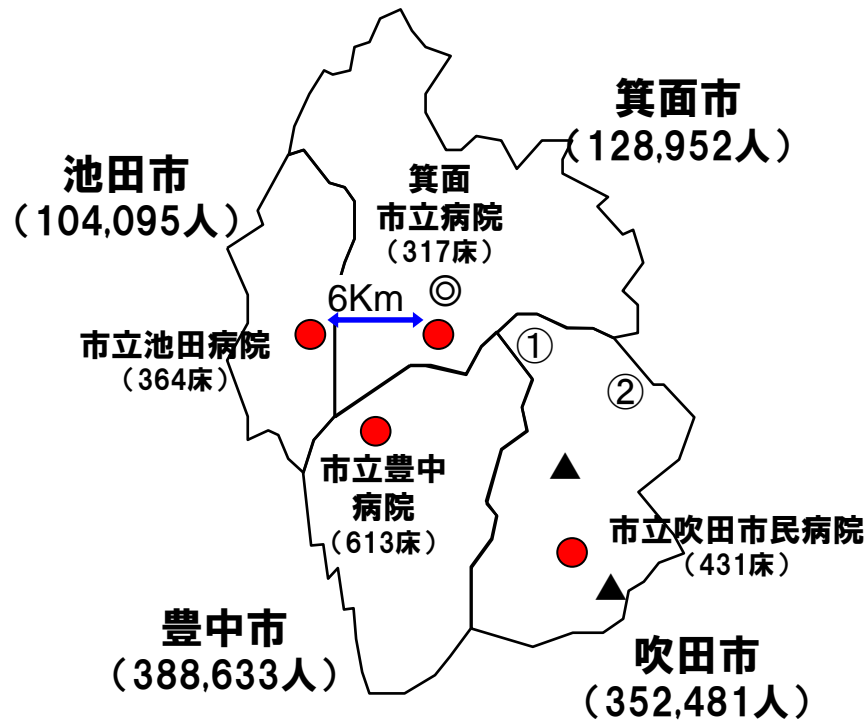 箕面市
(128,952人)
池田市
(104,095人)
箕面
市立病院
(317床)
◎
6Km
市立池田病院
(364床)
①
②
市立豊中
病院
(613床)
市立吹田市民病院
(431床)
豊中市
(388,633人)
吹田市
(352,481人)